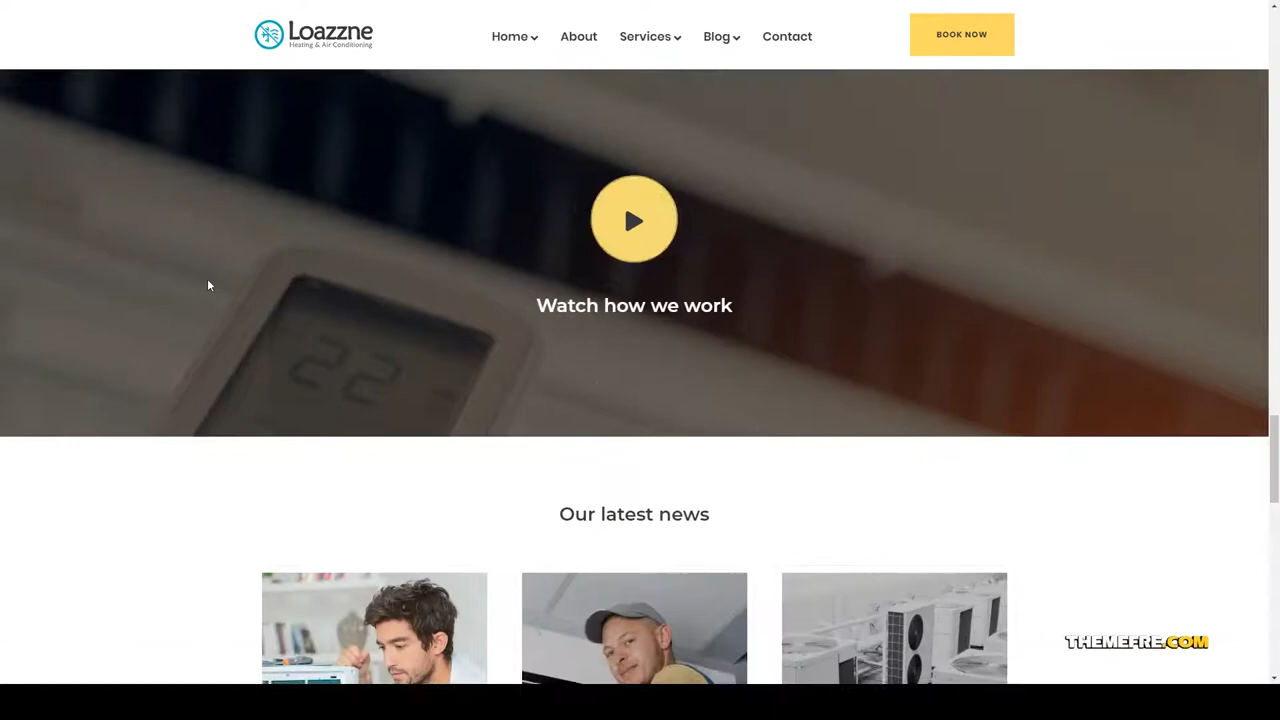 Loazzne
Heating & Air Conditioning
Home
About
Services
Blog
Contact
BOOK NOW
22
Watch how we work
Our latest news
THEMEFRE.COM